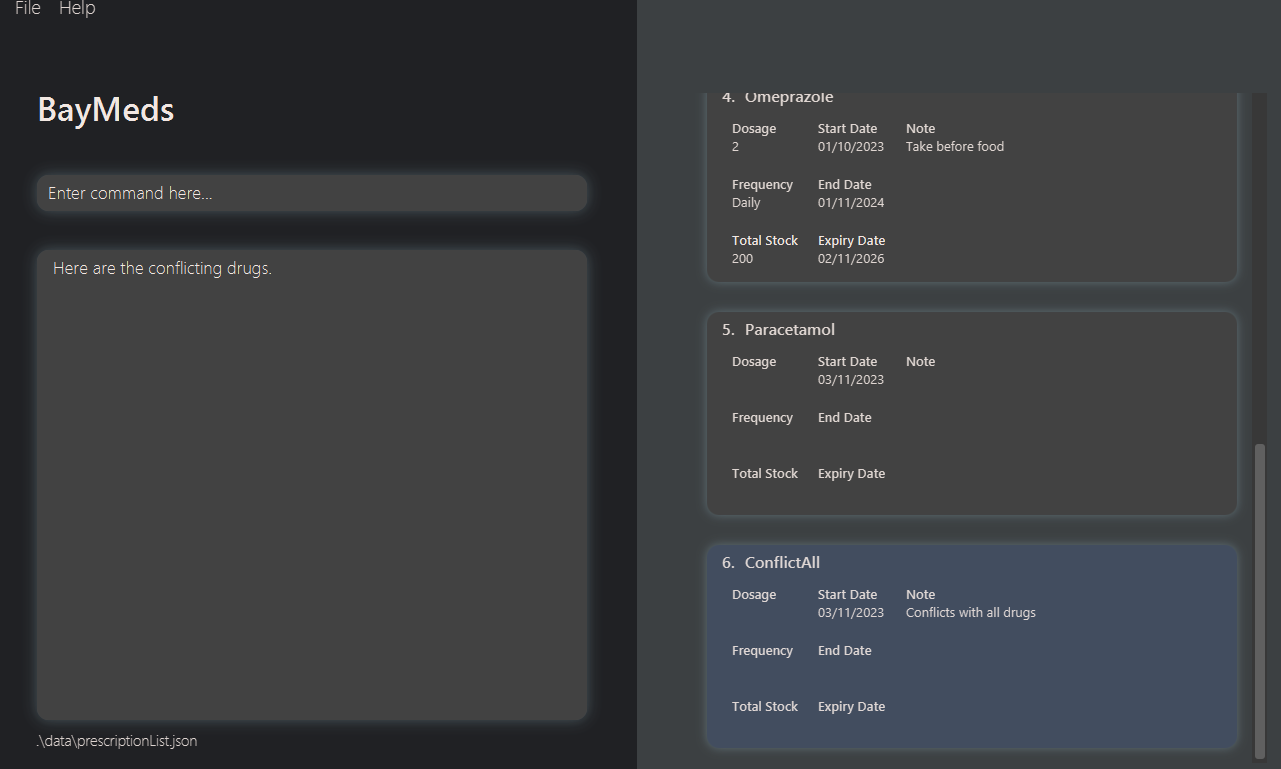 File Help
BayMeds
Enter command here...
Here are the conflicting drugs.
.\data\prescriptionList.json
4. Omeprazole
Dosage Start Date Note
2 01/10/2023 Take before food
Frequency End Date
Daily 01/11/2024
Total Stock Expiry Date
200 02/11/2026
5. Paracetamol
Dosage Start Date Note
03/11/2023
Frequency End Date
Total Stock Expiry Date
6. ConflictAll
Dosage Start Date Note
03/11/2023 Conflicts with all drugs
Frequency End Date
Total Stock Expiry Date